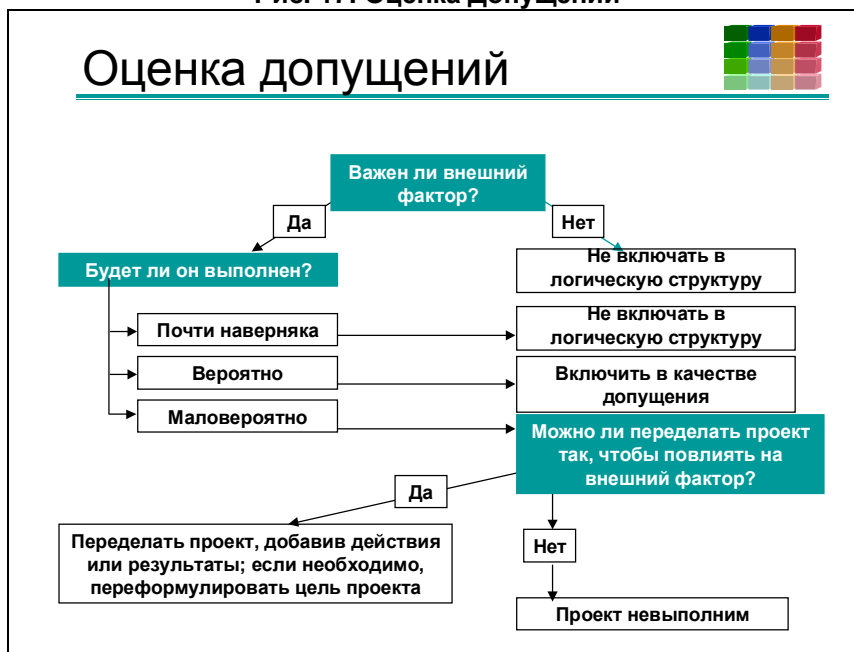 Оценка допущений
Важен ли внешний
фактор?
Да
Нет
Будет ли он выполнен?
Не включать в
логическую структуру
Почти наверняка
Не включать в
логическую структуру
Вероятно
Включить в качестве
допущения
Маловероятно
Можно ли переделать проект
так, чтобы повлиять на
внешний фактор?
Да
Нет
Переделать проект, добавив действия
или результаты; если необходимо,
переформулировать цель проекта
Проект невыполним